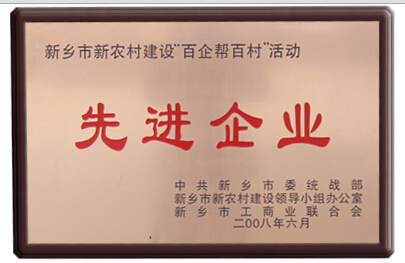 新乡市新农村建设“百企帮百村”活动
先进企业
中共新乡市委统战部
新乡市新农村建设领导小组办公室
新乡市工商业联合会
二00八年六月